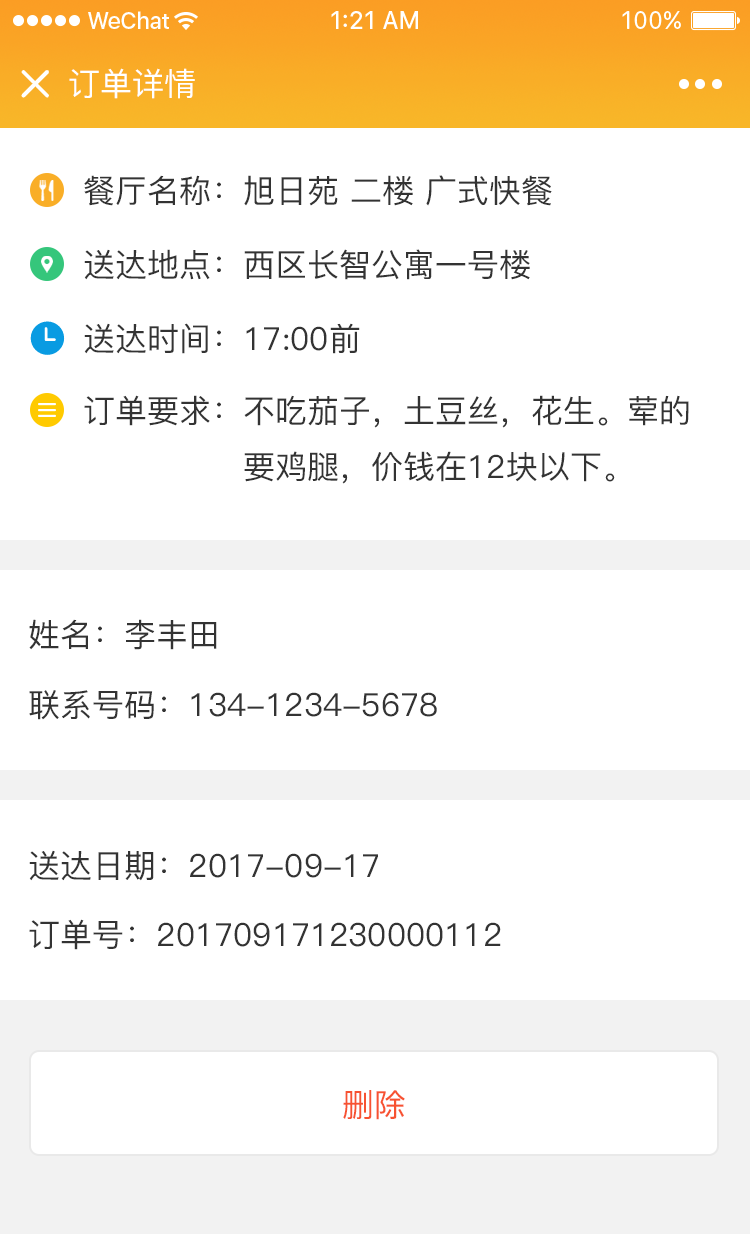 WeChat 1:21 AM 100%
订单详情
餐厅名称：旭日苑 二楼 广式快餐
送达地点：西区长智公寓一号楼
送达时间：17:00前
订单要求：不吃茄子，土豆丝，花生。荤的
要鸡腿，价钱在12块以下。
姓名：李丰田
联系号码：134-1234-5678
送达日期：2017-09-17
订单号：201709171230000112
删除